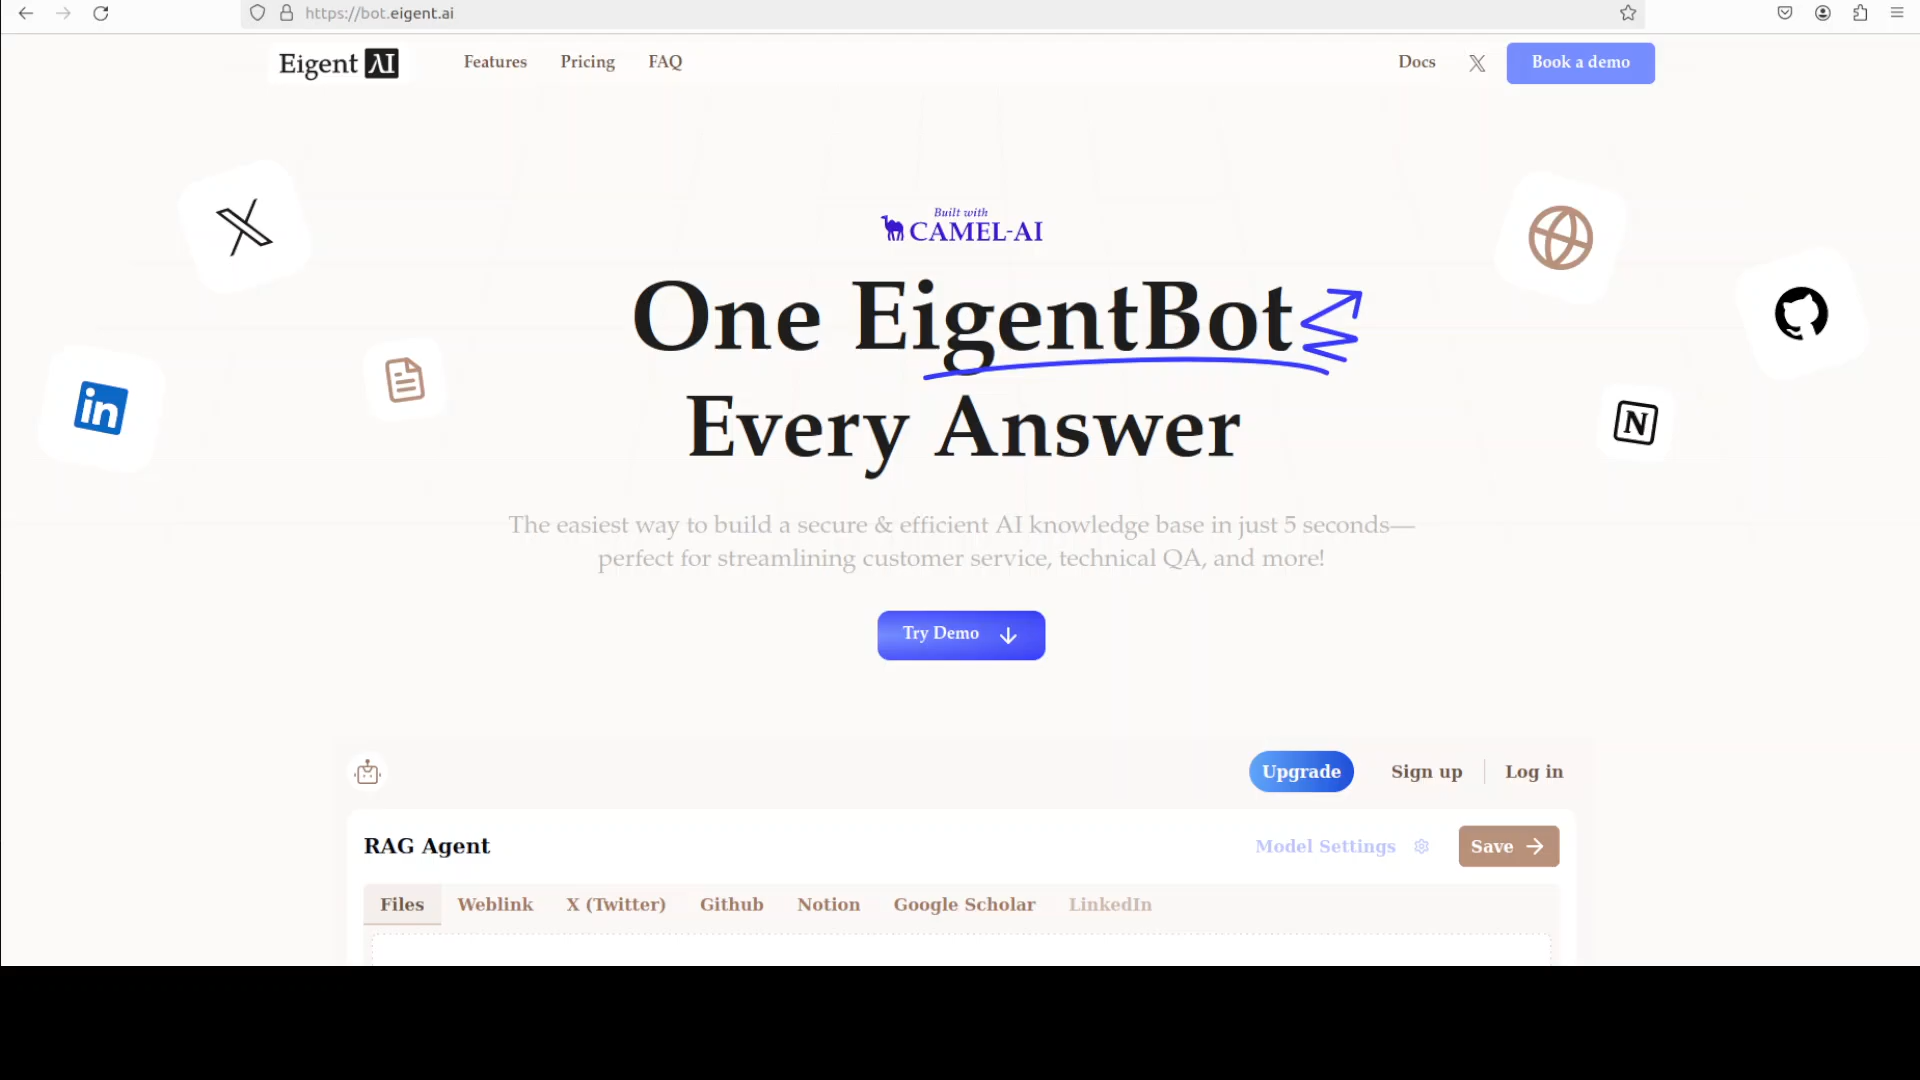 https://bot.eigent.ai
Eigent AI
Features
Pricing
FAQ
Docs
Book a demo
Built with
CAMEL-AI
One EigentBot
Every Answer
The easiest way to build a secure & efficient AI knowledge base in just 5 seconds—
perfect for streamlining customer service, technical QA, and more!
Try Demo
Upgrade
Sign up
Log in
RAG Agent
Model Settings
Save
Files
Weblink
X (Twitter)
Github
Notion
Google Scholar
LinkedIn